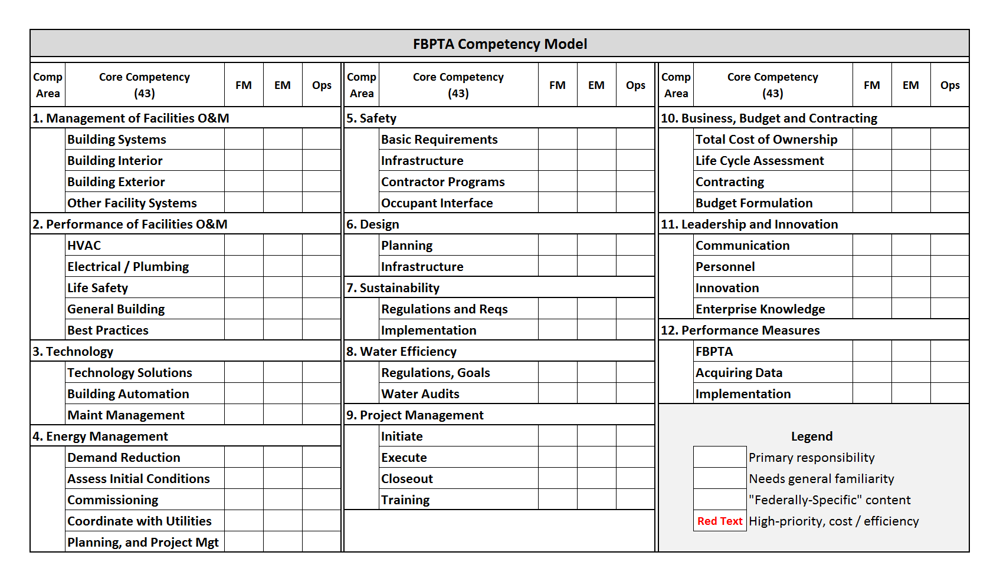 FBPTA Competency Model
Comp Area
Core Competency (43)
FM
EM
Ops
1. Management of Facilities O&M
Building Systems
Building Interior
Building Exterior
Other Facility Systems
2. Performance of Facilities O&M
HVAC
Electrical / Plumbing
Life Safety
General Building
Best Practices
3. Technology
Technology Solutions
Building Automation
Maint Management
4. Energy Management
Demand Reduction
Assess Initial Conditions
Commissioning
Coordinate with Utilities
Planning, and Project Mgt
Comp Area
Core Competency (43)
FM
EM
Ops
5. Safety
Basic Requirements
Infrastructure
Contractor Programs
Occupant Interface
6. Design
Planning
Infrastructure
7. Sustainability
Regulations and Reqs
Implementation
8. Water Efficiency
Regulations, Goals
Water Audits
9. Project Management
Initiate
Execute
Closeout
Training
Comp Area
Core Competency (43)
FM
EM
Ops
10. Business, Budget and Contracting
Total Cost of Ownership
Life Cycle Assessment
Contracting
Budget Formulation
11. Leadership and Innovation
Communication
Personnel
Innovation
Enterprise Knowledge
12. Performance Measures
FBPTA
Acquiring Data
Implementation
Legend
Primary responsibility
Needs general familiarity
"Federally-Specific" content
Red Text High-priority, cost / efficiency